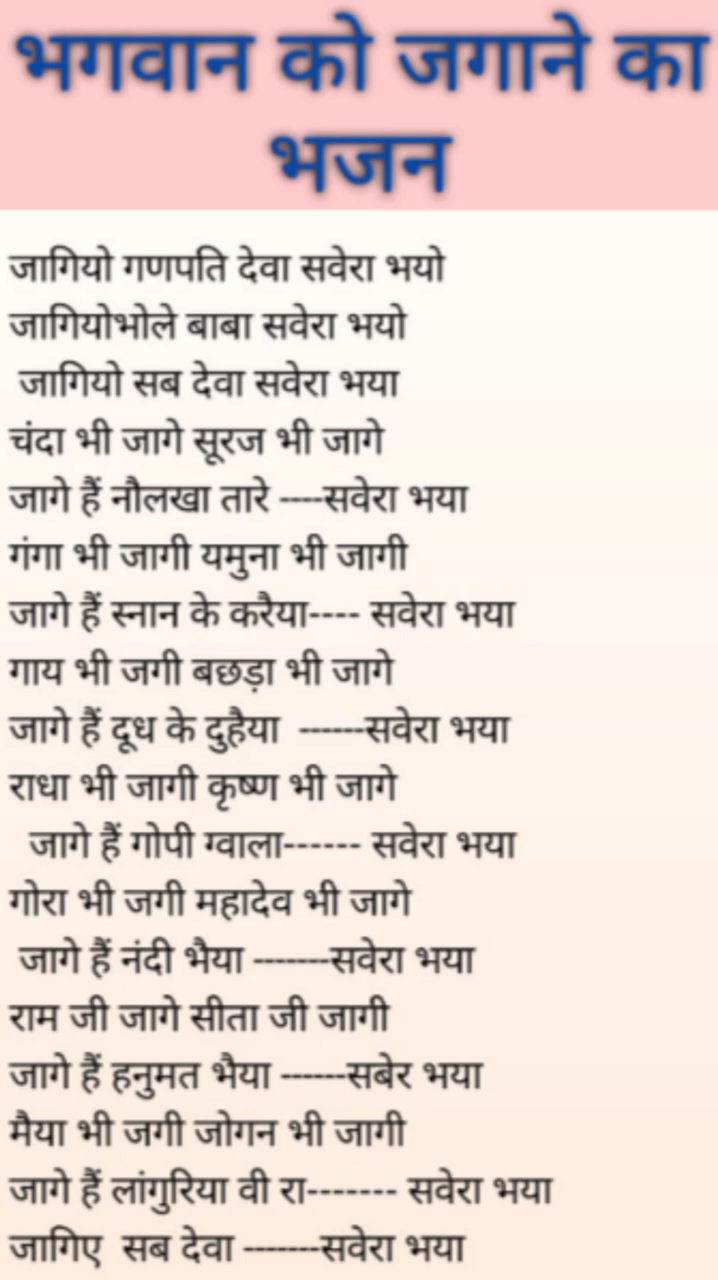 भगवान को जगाने का
भजन
जागियो गणपति देवा सवेरा भयो
जागियोभोले बाबा सवेरा भयो
जागियो सब देवा सवेरा भया
चंदा भी जागे सूरज भी जागे
जागे हैं नौलखा तारे ----सवेरा भया
गंगा भी जागी यमुना भी जागी
जागे हैं स्नान के करैया---- सवेरा भया
गाय भी जगी बछड़ा भी जागे
जागे हैं दूध के दुहैया ------सवेरा भया
राधा भी जागी कृष्ण भी जागे
जागे हैं गोपी ग्वाला------- सवेरा भया
गोरा भी जगी महादेव भी जागे
जागे हैं नंदी भैया -------सवेरा भया
राम जी जागे सीता जी जागी
जागे हैं हनुमत भैया ------सबेर भया
मैया भी जगी जोगन भी जागी
जागे हैं लांगुरिया वी रा-------- सवेरा भया
जागिए सब देवा -------सवेरा भया